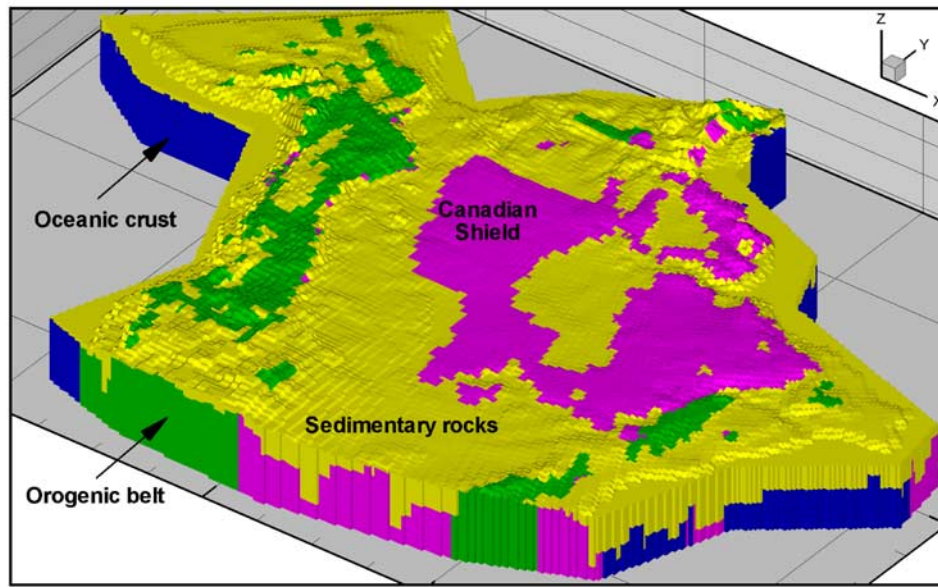 Z
Y
X
Canadian
Shield
Oceanic crust
Sedimentary rocks
Orogenic belt